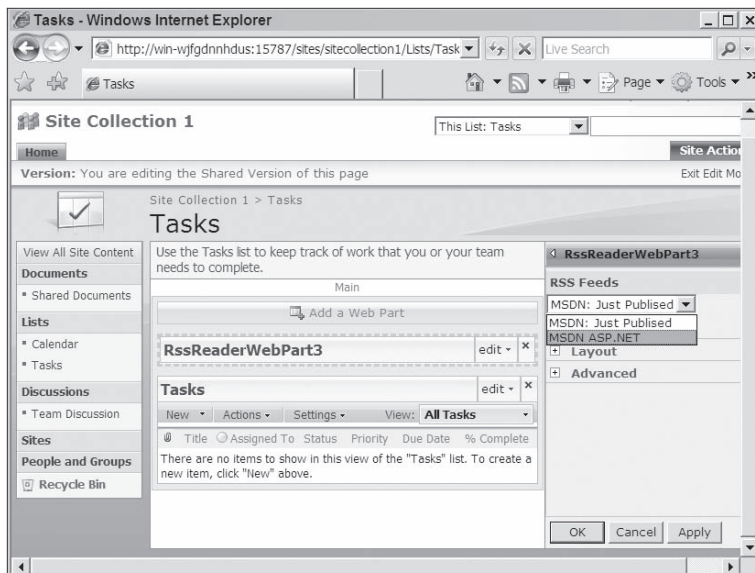 Tasks - Windows Internet Explorer
http://win-wjfgdnnhdus:15787/sites/sitecollection1/Lists/Task
Live Search
Tasks
Page
Tools
Site Collection 1
This List: Tasks
Home
Site Action
Version: You are editing the Shared Version of this page
Exit Edit Mo
Site Collection 1 > Tasks
Tasks
View All Site Content
Documents
Shared Documents
Lists
Calendar
Tasks
Discussions
Team Discussion
Sites
People and Groups
Recycle Bin
Use the Tasks list to keep track of work that you or your team
needs to complete.
Main
Add a Web Part
RssReaderWebPart3
edit
Tasks
edit
New Actions Settings View: All Tasks
Title Assigned To Status Priority Due Date % Complete
There are no items to show in this view of the "Tasks" list. To create a
new item, click "New" above.
RssReaderWebPart3
RSS Feeds
MSDN: Just Publised
MSDN: Just Publised
MSDN ASP.NET
Layout
Advanced
OK Cancel Apply